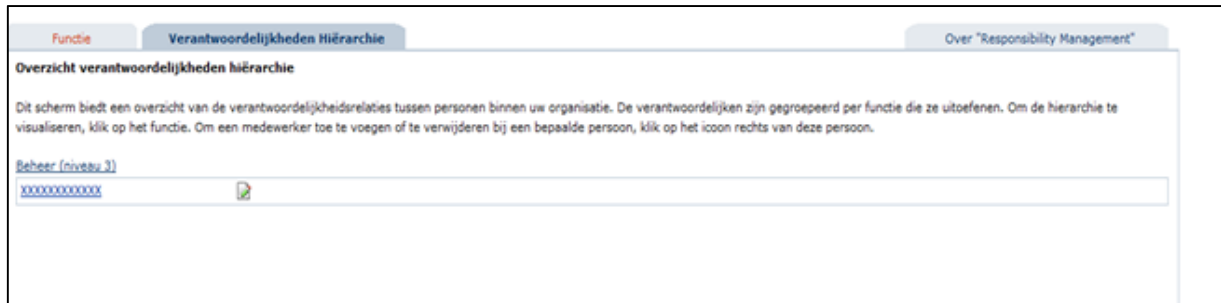 Functie
Verantwoordelijkheden Hiërarchie
Over "Responsibility Management"
Overzicht verantwoordelijkheden hiërarchie
Dit scherm biedt een overzicht van de verantwoordelijkheidsrelaties tussen personen binnen uw organisatie. De verantwoordelijken zijn gegroepeerd per functie die ze uitoefenen. Om de hierarchie te
visualiseren, klik op het functie. Om een medewerker toe te voegen of te verwijderen bij een bepaalde persoon, klik op het icoon rechts van deze persoon.
Beheer (niveau 3)
XXXXXXXXXXXX